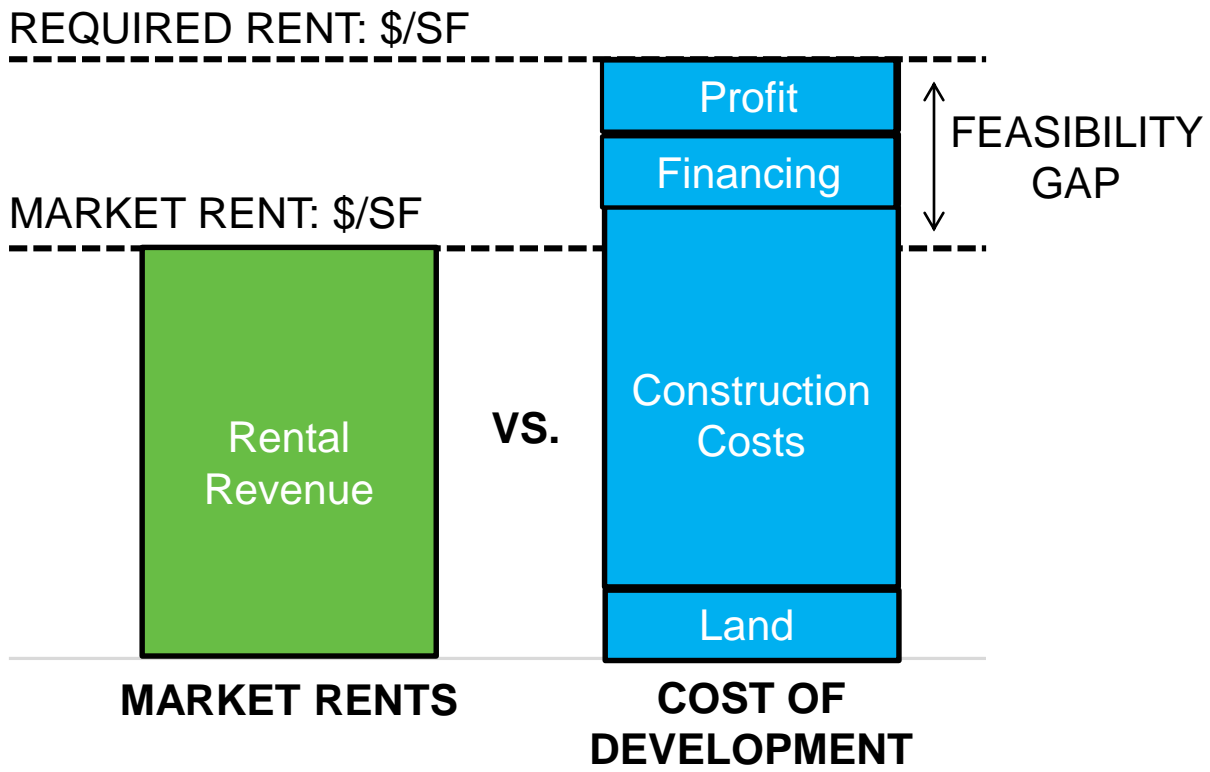 REQUIRED RENT: $/SF
Profit
Financing
FEASIBILITY
GAP
MARKET RENT: $/SF
Rental
Revenue
VS.
Construction
Costs
Land
MARKET RENTS
COST OF
DEVELOPMENT